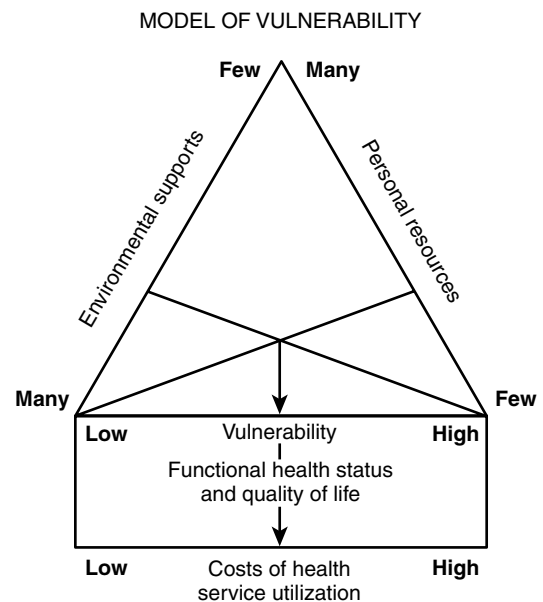 MODEL OF VULNERABILITY
Few Many
Environmental supports
Personal resources
Many Few
Low Vulnerability High
Functional health status
and quality of life
Low Costs of health High
service utilization